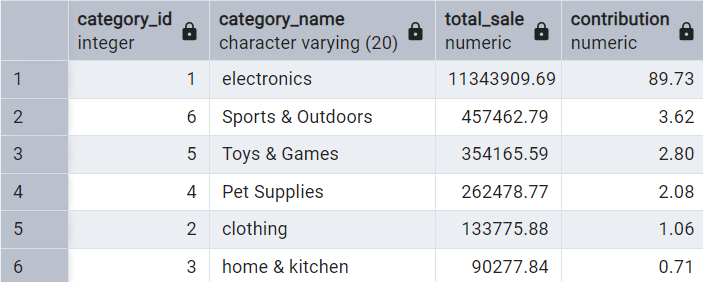 category_id category_name total_sale contribution
integer character varying (20) numeric numeric
1 1 electronics 11343909.69 89.73
2 6 Sports & Outdoors 457462.79 3.62
3 5 Toys & Games 354165.59 2.80
4 4 Pet Supplies 262478.77 2.08
5 2 clothing 133775.88 1.06
6 3 home & kitchen 90277.84 0.71